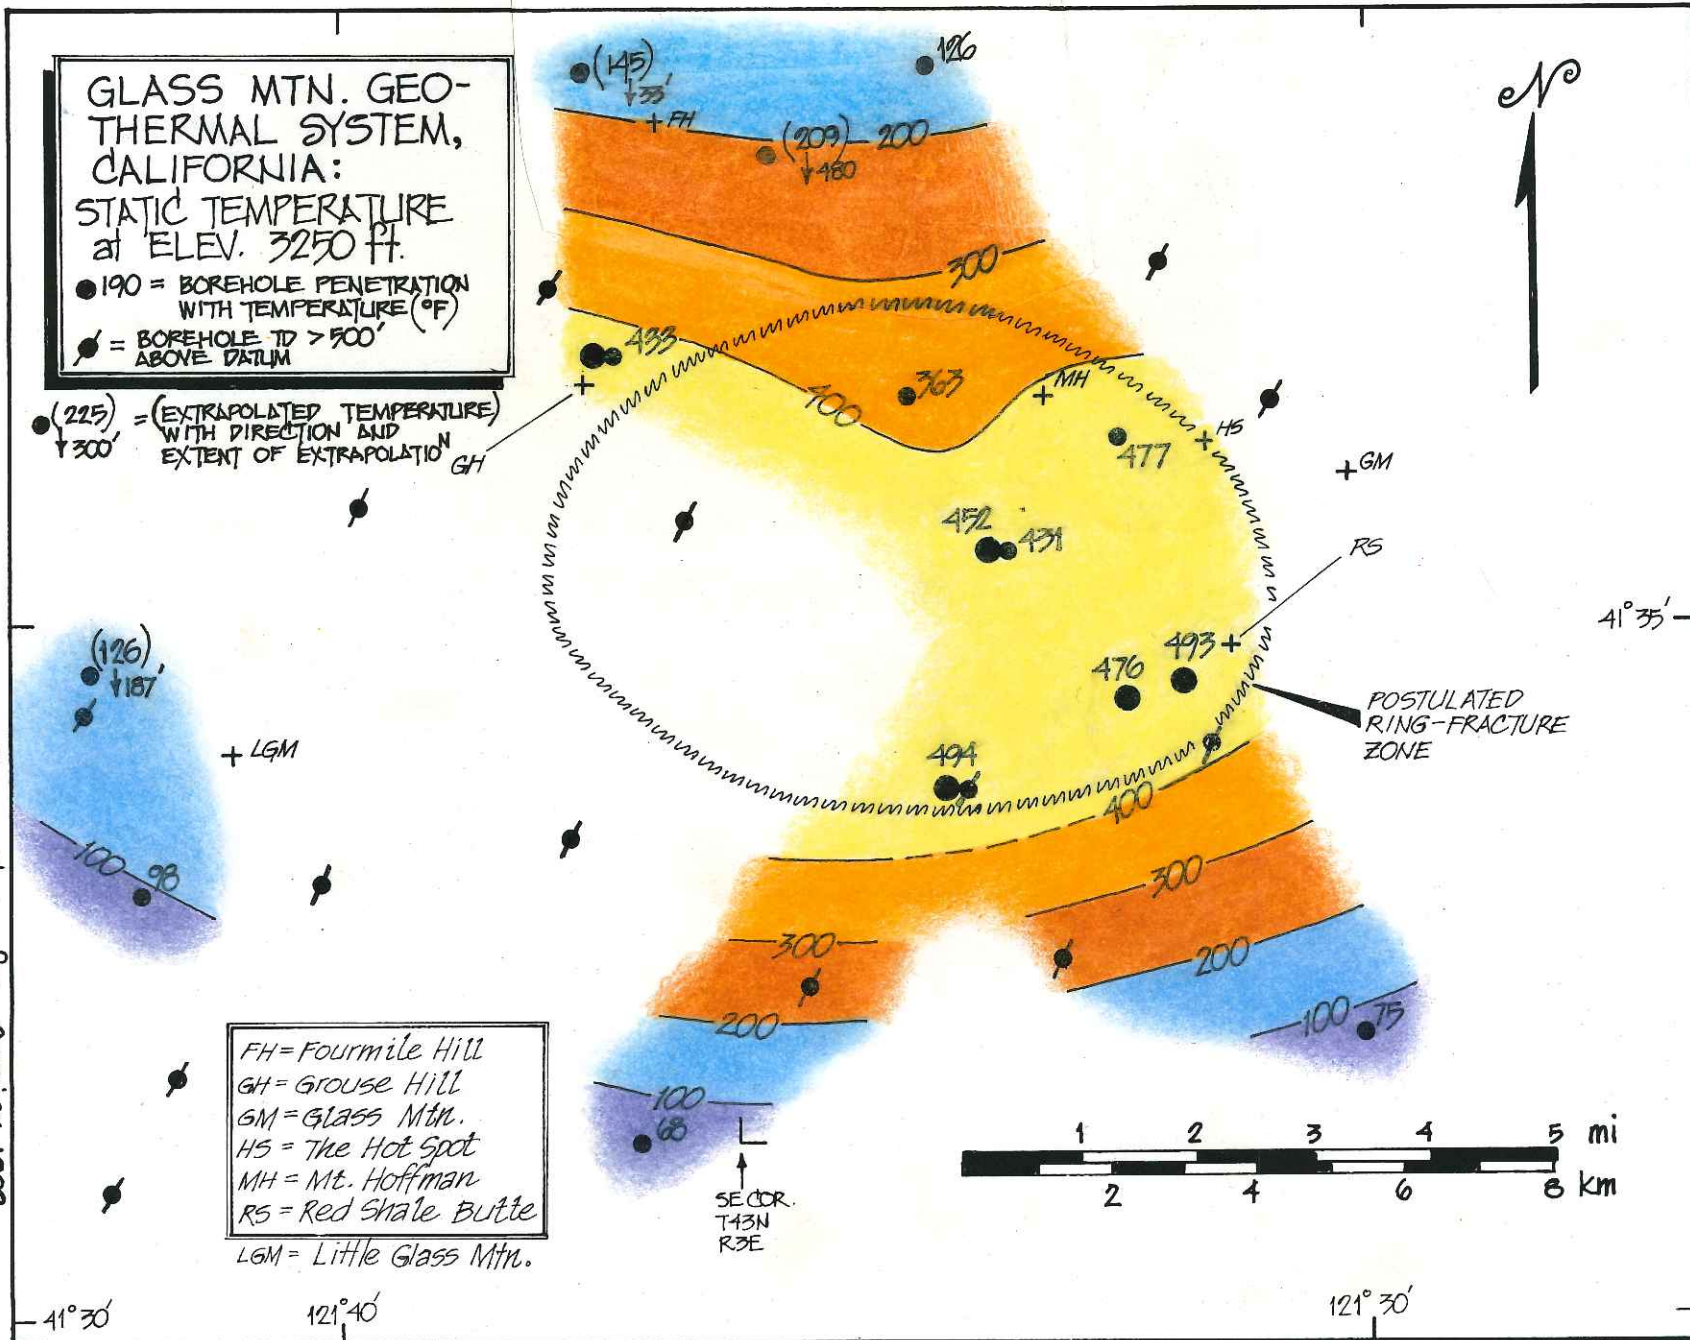 GLASS MTN. GEO-
THERMAL SYSTEM,
CALIFORNIA:
STATIC TEMPERATURE
at ELEV. 3250 ft.
190 = BOREHOLE PENETRATION
WITH TEMPERATURE (°F)
= BOREHOLE TD > 500'
ABOVE DATUM
(225) = (EXTRAPOLATED TEMPERATURE)
300' WITH DIRECTION AND
EXTENT OF EXTRAPOLATION
(145)
33'
126
FH
(209)
480
200
N
300
433
363
MH
400
HS
477
GM
GH
452
431
RS
41°35'
(126)
187'
493
476
LGM
POSTULATED
RING-FRACTURE
ZONE
494
400
100
98
300
300
200
200
100
75
100
68
FH = Fourmile Hill
GH = Grouse Hill
GM = Glass Mtn.
HS = The Hot Spot
MH = Mt. Hoffman
RS = Red Shale Butte
LGM = Little Glass Mtn.
SE COR.
T43N
R3E
1 2 3 4 5 mi
2 4 6 8 km
41°30'
121°40'
121°30'